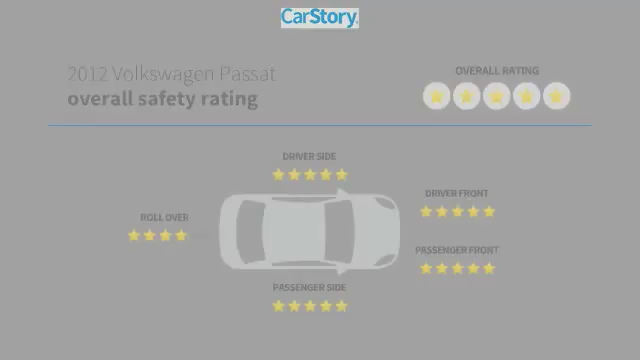 CarStory
2012 Volkswagen Passat
overall safety rating
OVERALL RATING
DRIVER SIDE
DRIVER FRONT
ROLL OVER
PASSENGER FRONT
PASSENGER SIDE